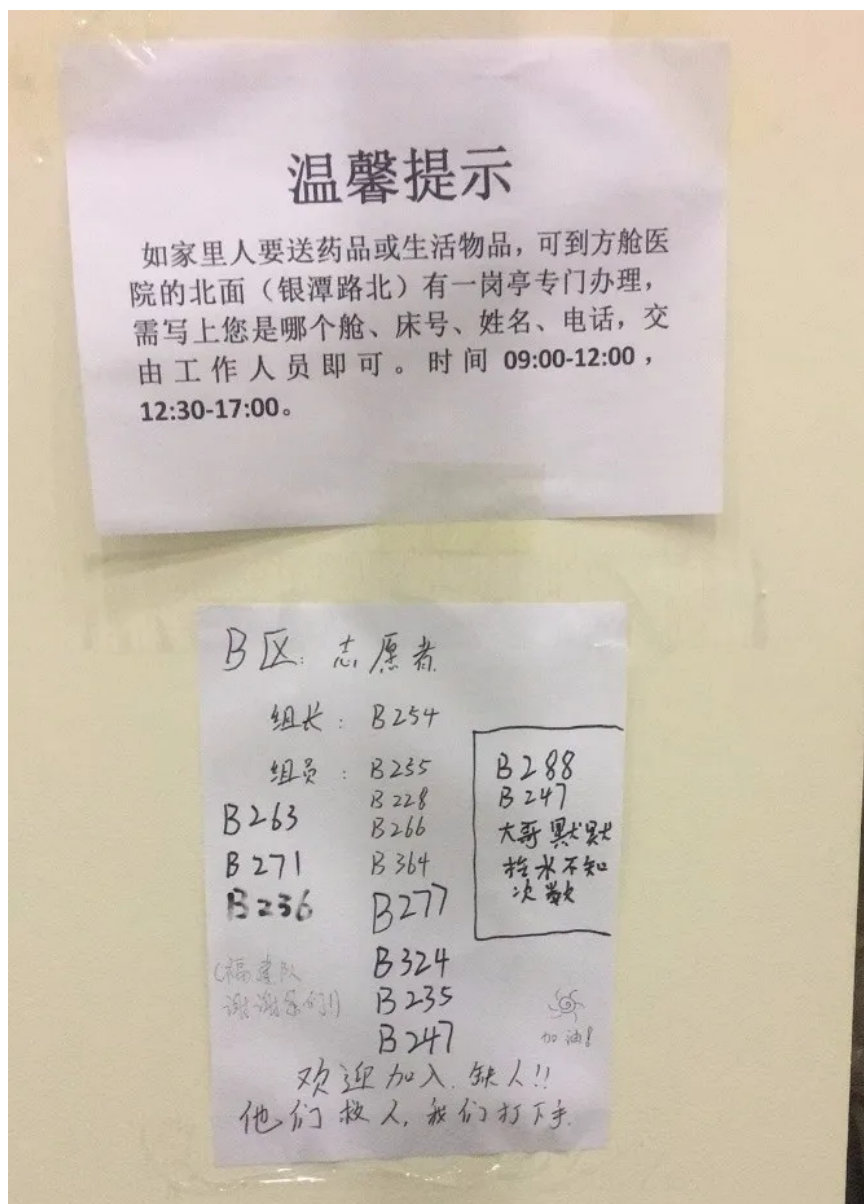 温馨提示
如家里人要送药品或生活物品，可到方舱医
院的北面（银潭路北）有一岗亭专门办理，
需写上您是哪个舱、床号、姓名、电话，交
由工作人员即可。时间 09:00-12:00，
12:30-17:00。
B区：志愿者
组长：B254
组员：B255
B228
B263
B266
B271
B364
B236
B277
B324
B235
B247
B288
B247
大哥默默
拎水不知
次数
(福建队
谢谢你们!)
加油!
欢迎加入.缺人!!
他们救人,我们打下手.